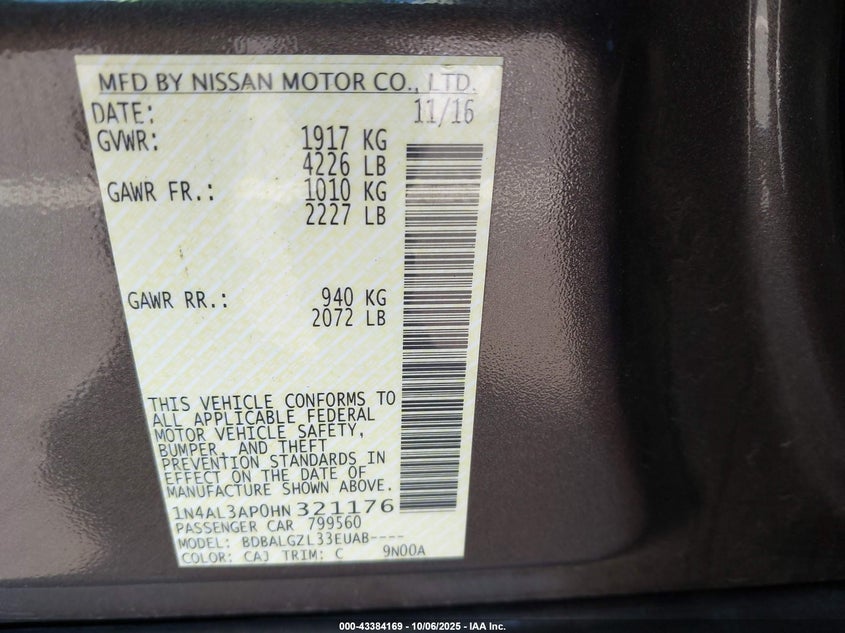 MFD BY NISSAN MOTOR CO., LTD.
DATE: 11/16
GVWR: 1917 KG
4226 LB
GAWR FR.: 1010 KG
2227 LB
GAWR RR.: 940 KG
2072 LB
THIS VEHICLE CONFORMS TO
ALL APPLICABLE FEDERAL
MOTOR VEHICLE SAFETY,
BUMPER, AND THEFT
PREVENTION STANDARDS IN
EFFECT ON THE DATE OF
MANUFACTURE SHOWN ABOVE.
1N4AL3AP0HN 321176
PASSENGER CAR 799560
MODEL: BDBALGZL33EUAB----
COLOR: CAJ TRIM: C 9N00A
000-43384169 - 10/06/2025 - IAA Inc.